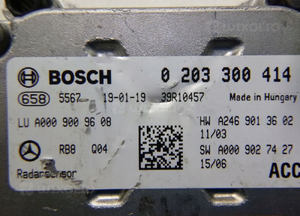 BOSCH 0 203 300 414
658 5567 19-01-19 39R10457 Made in Hungary
LU A000 900 96 08 HW A246 901 36 02
11/03
RB8 Q04 SW A000 902 74 27
Radarsensor 15/06 ACC